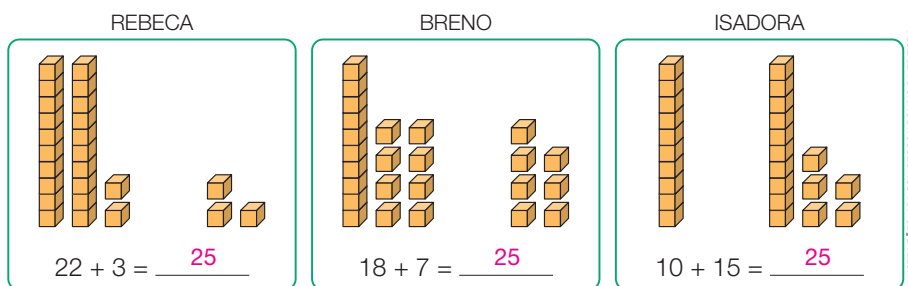 REBECA BRENO ISADORA
22 + 3 = 25 18 + 7 = 25 10 + 15 = 25